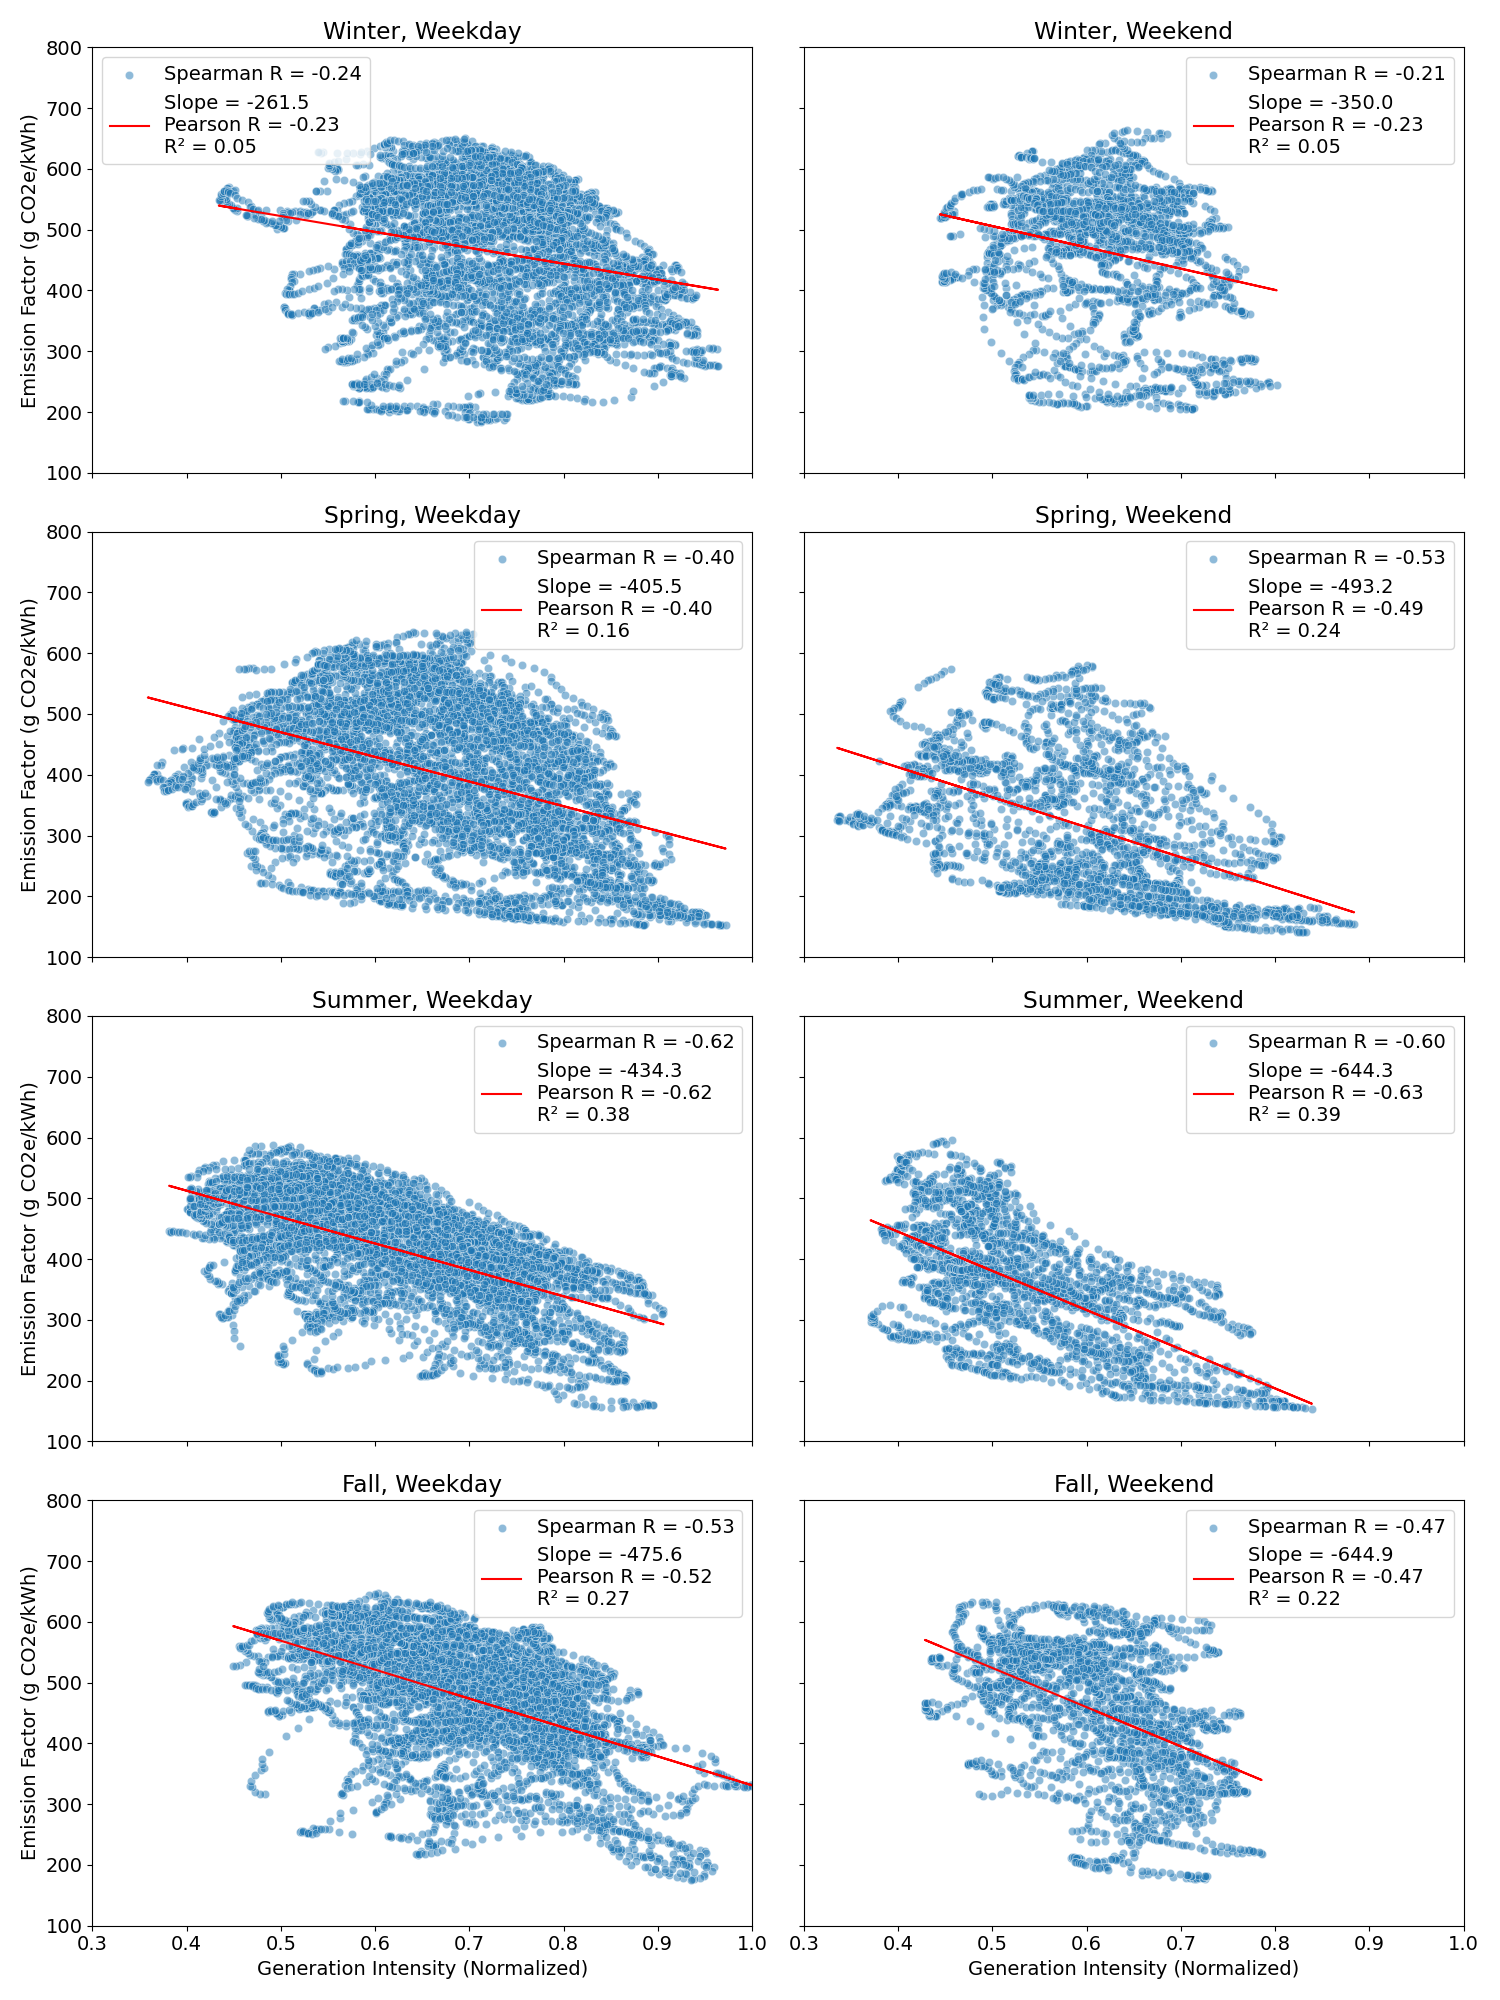 Winter, Weekday
Winter, Weekend
800
700
600
500
400
300
200
100
Emission Factor (g CO2e/kWh)
Spearman R = -0.24
Slope = -261.5
Pearson R = -0.23
R² = 0.05
Spearman R = -0.21
Slope = -350.0
Pearson R = -0.23
R² = 0.05
Spring, Weekday
Spring, Weekend
800
700
600
500
400
300
200
100
Emission Factor (g CO2e/kWh)
Spearman R = -0.40
Slope = -405.5
Pearson R = -0.40
R² = 0.16
Spearman R = -0.53
Slope = -493.2
Pearson R = -0.49
R² = 0.24
Summer, Weekday
Summer, Weekend
800
700
600
500
400
300
200
100
Emission Factor (g CO2e/kWh)
Spearman R = -0.62
Slope = -434.3
Pearson R = -0.62
R² = 0.38
Spearman R = -0.60
Slope = -644.3
Pearson R = -0.63
R² = 0.39
Fall, Weekday
Fall, Weekend
800
700
600
500
400
300
200
100
Emission Factor (g CO2e/kWh)
Spearman R = -0.53
Slope = -475.6
Pearson R = -0.52
R² = 0.27
Spearman R = -0.47
Slope = -644.9
Pearson R = -0.47
R² = 0.22
0.3 0.4 0.5 0.6 0.7 0.8 0.9 1.0
0.3 0.4 0.5 0.6 0.7 0.8 0.9 1.0
Generation Intensity (Normalized)
Generation Intensity (Normalized)